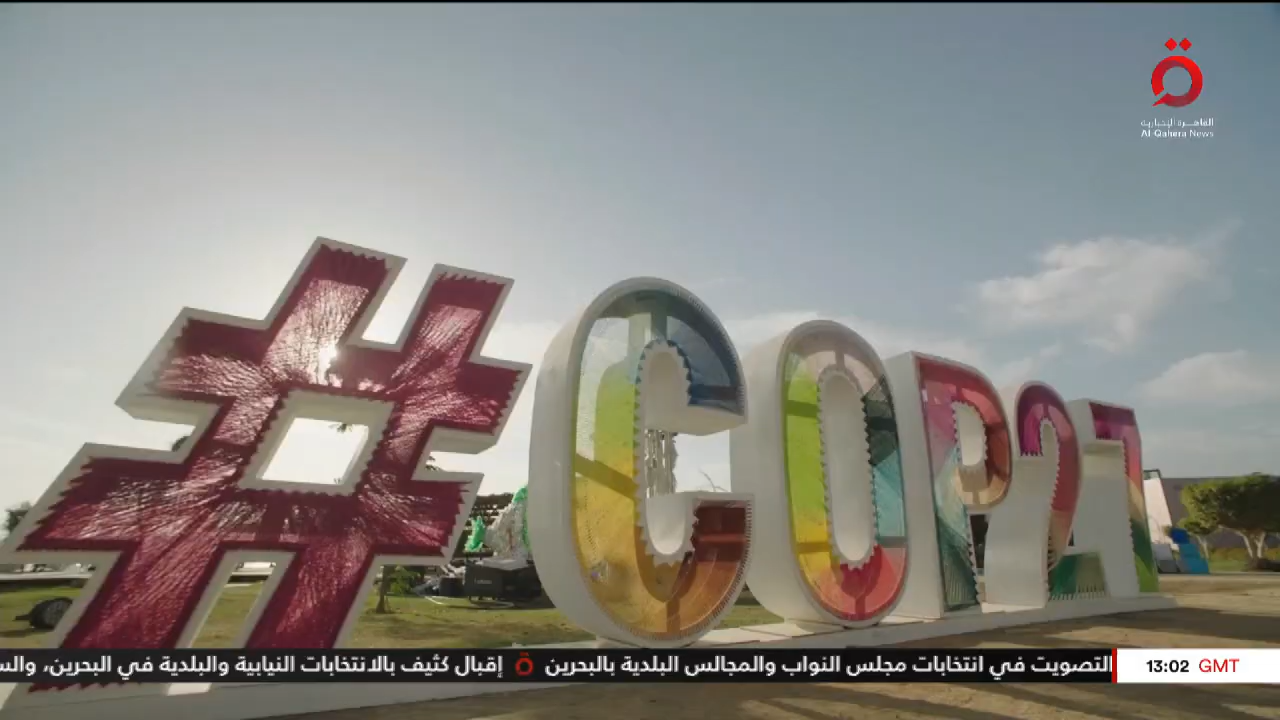 القاهرة الإخبارية
Al-Qahera News
#COP27
التصويت في انتخابات مجلس النواب والمجالس البلدية بالبحرين إقبال كثيف بالانتخابات النيابية والبلدية في البحرين، والس
13:02 GMT